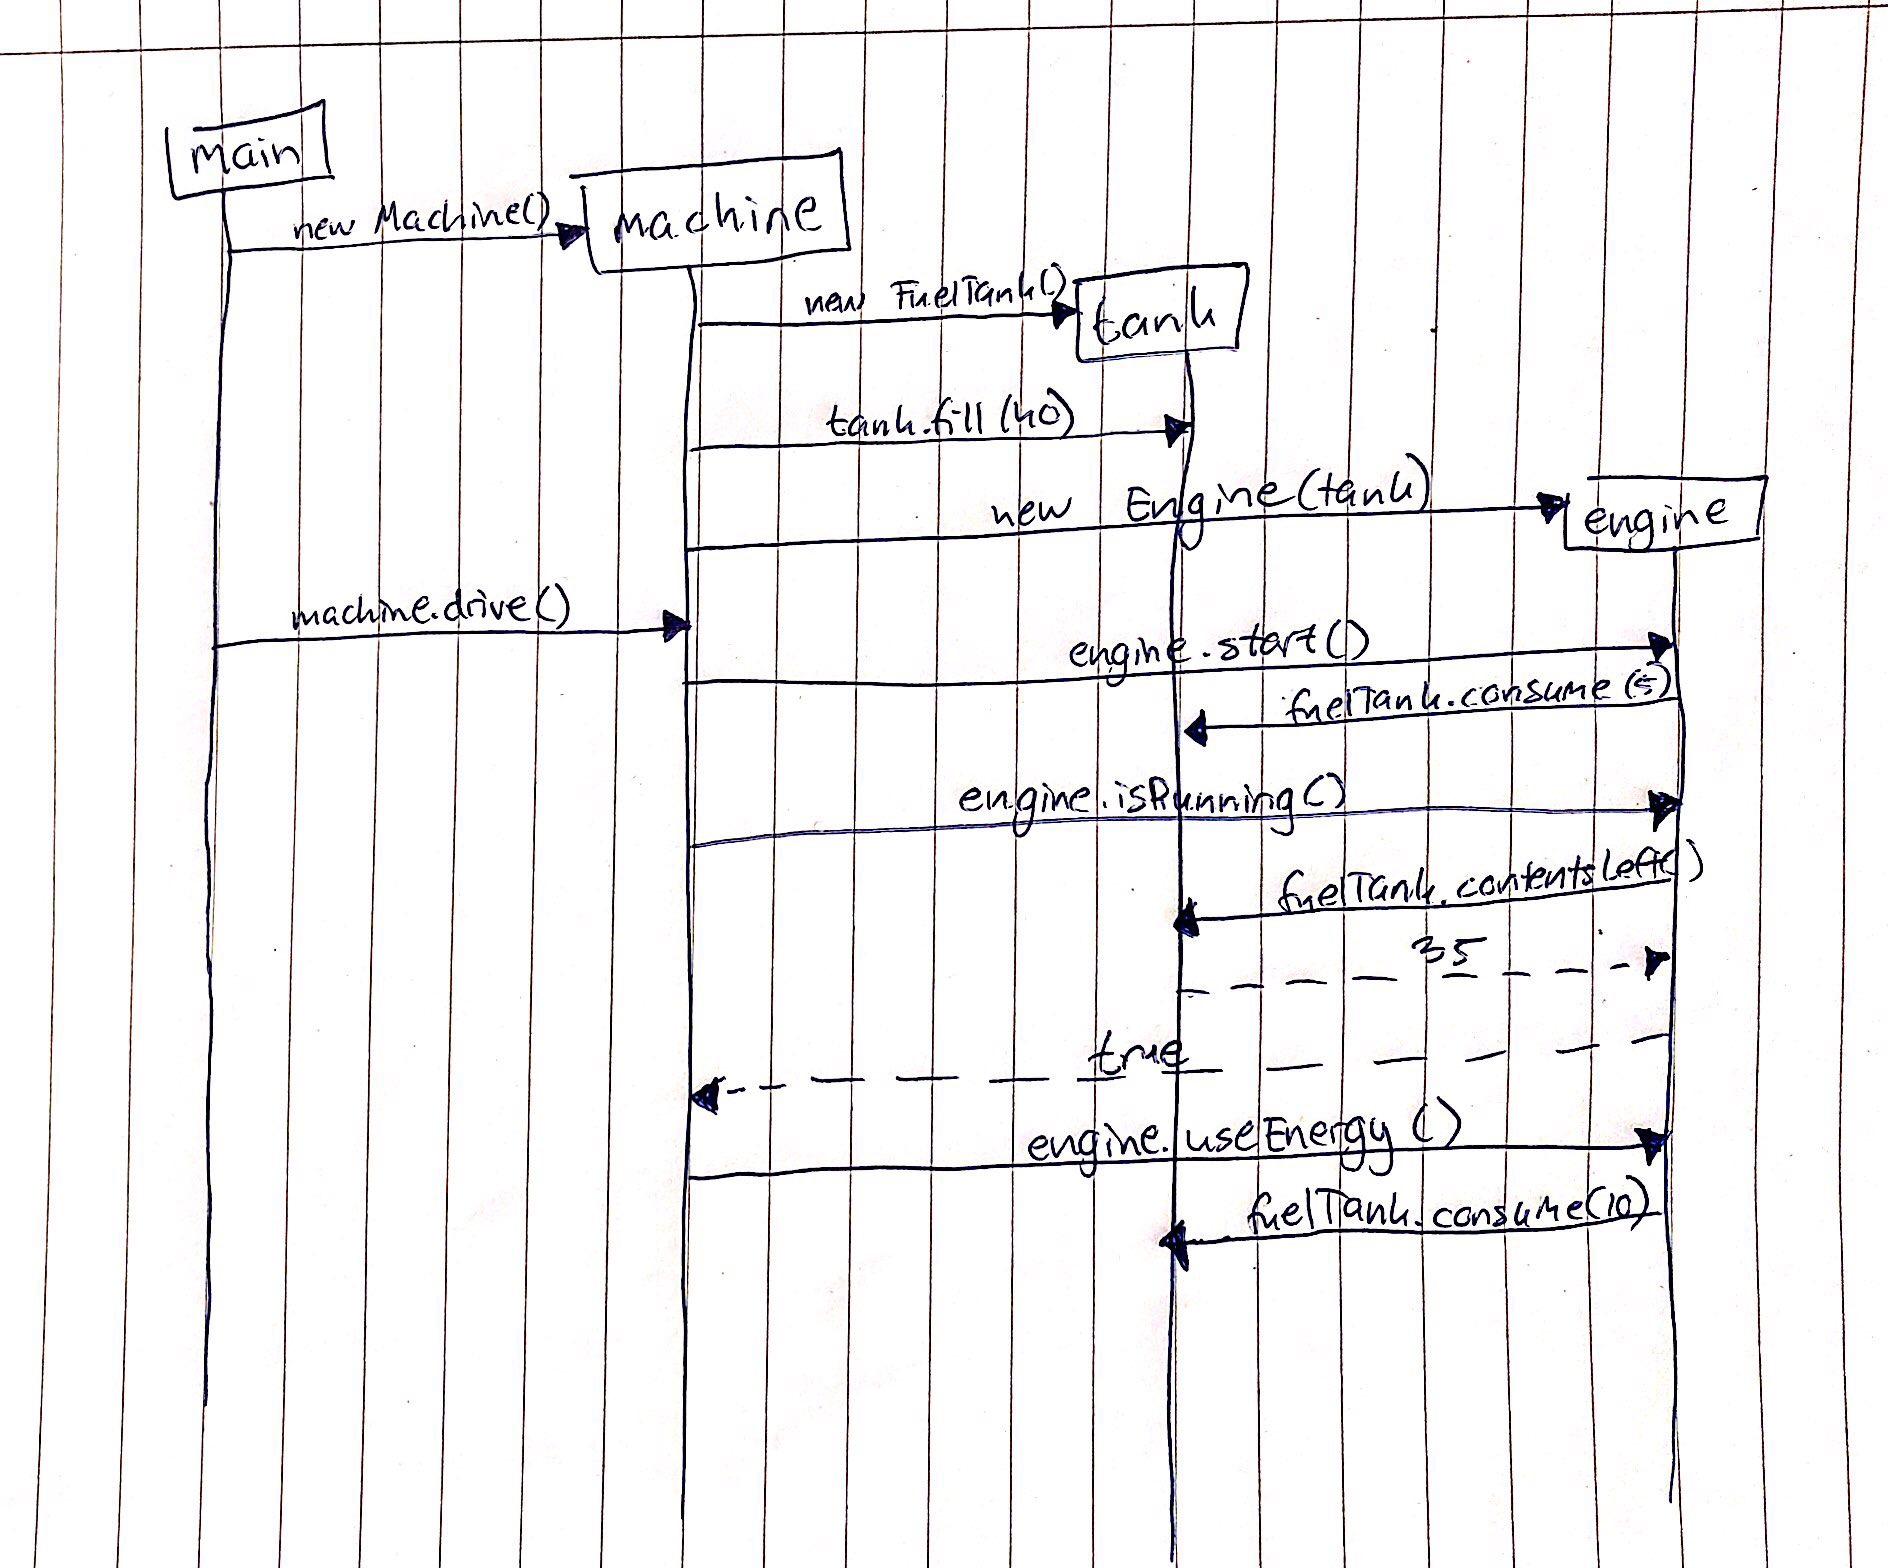 main
new Machine()
machine
new FuelTank()
tank
tank.fill (40)
new Engine(tank)
engine
machine.drive()
engine.start()
fuelTank.consume (5)
engine.isRunning()
fuelTank.contentsLeft()
35
true
engine.useEnergy ()
fuelTank.consume(10)